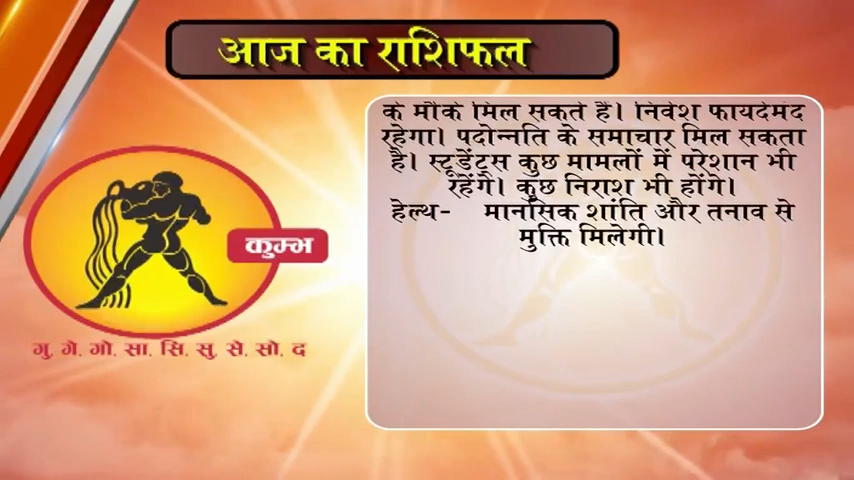 आज का राशिफल
के मौके मिल सकते हैं। निवेश फायदेमंद
रहेगा। पदोन्नति के समाचार मिल सकता
है। स्टूडेंट्स कुछ मामलों में परेशान भी
रहेंगे। कुछ निराश भी होंगे।
हेल्थ- मानसिक शांति और तनाव से
मुक्ति मिलेगी।
कुम्भ
गु. गे. गो. सा. सि. सु. से. सो. द